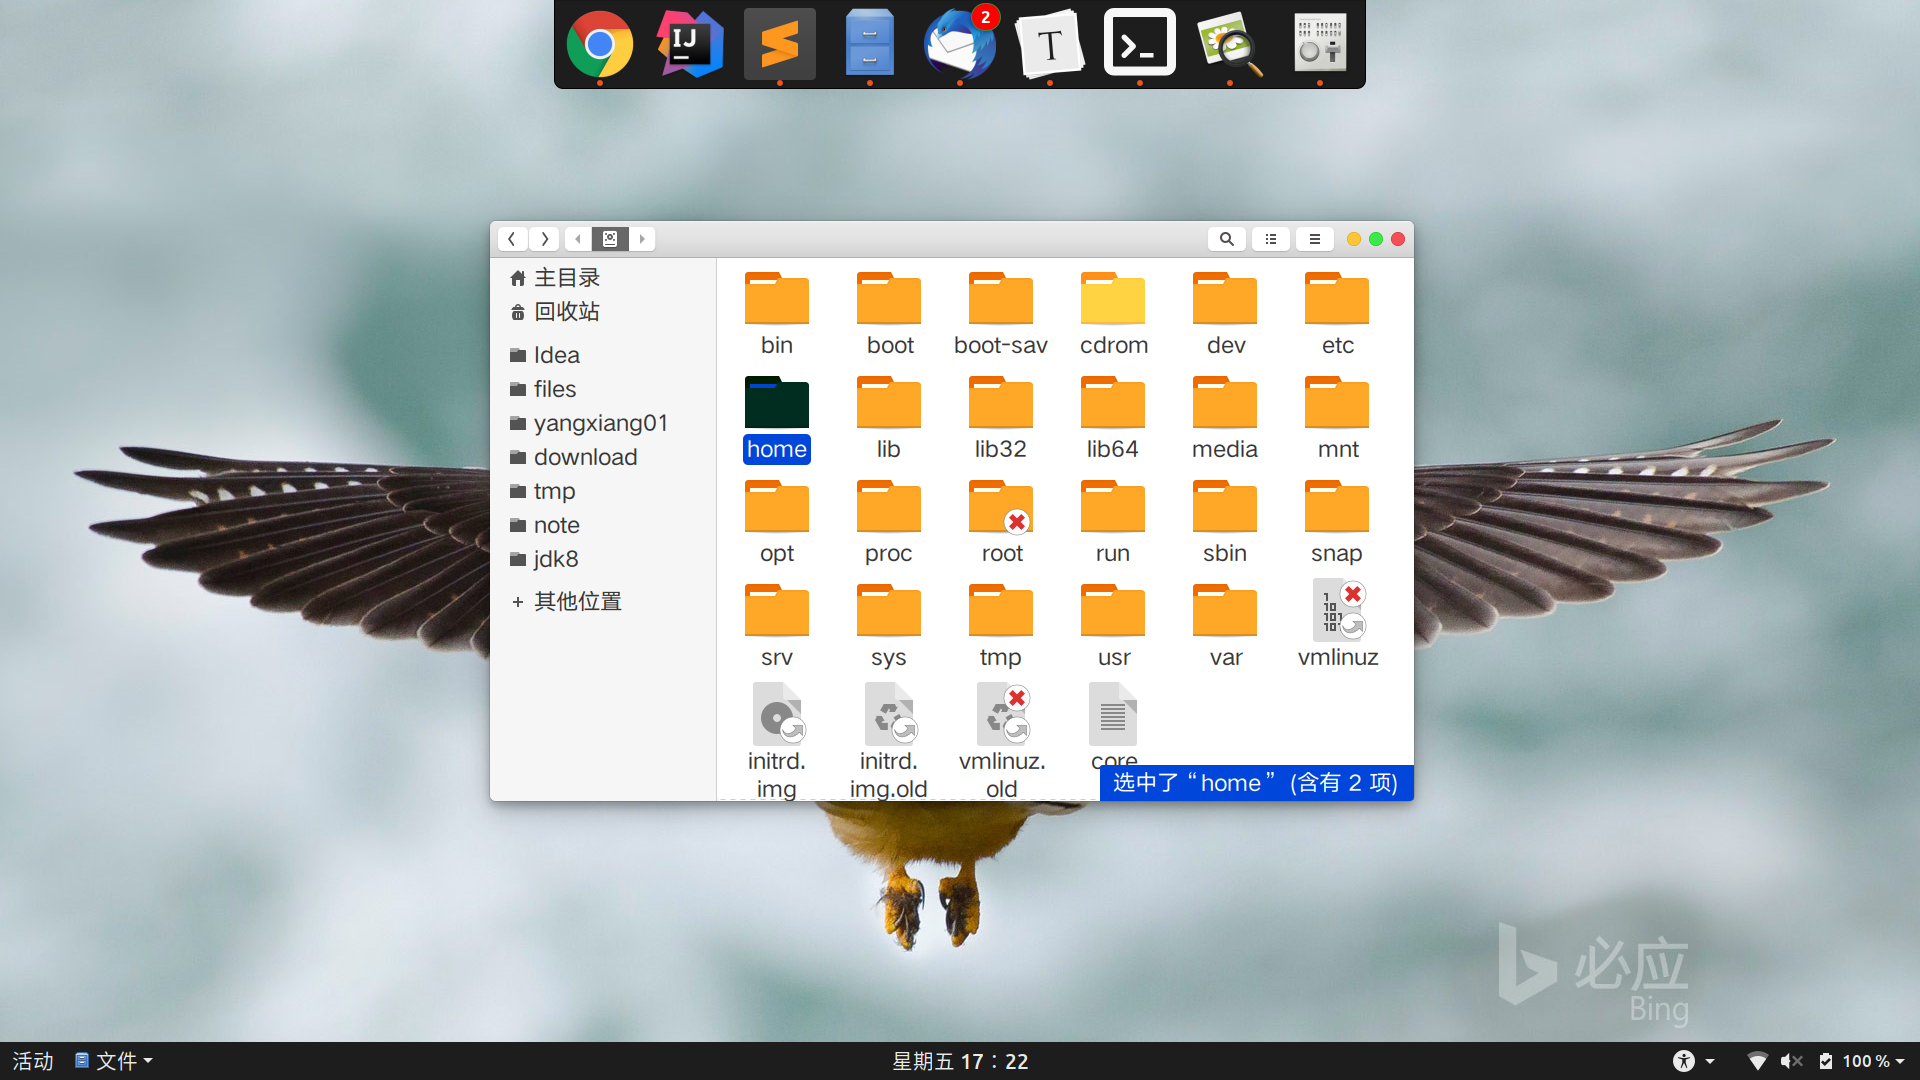 2
IJ
T
主目录
回收站
Idea
files
yangxiang01
download
tmp
note
jdk8
其他位置
bin boot boot-sav cdrom dev etc
home lib lib32 lib64 media mnt
opt proc root run sbin snap
srv sys tmp usr var vmlinuz
initrd. initrd. vmlinuz. core
img img.old old
选中了“home” (含有 2 项)
必应
Bing
活动 文件 星期五 17：22 100 %